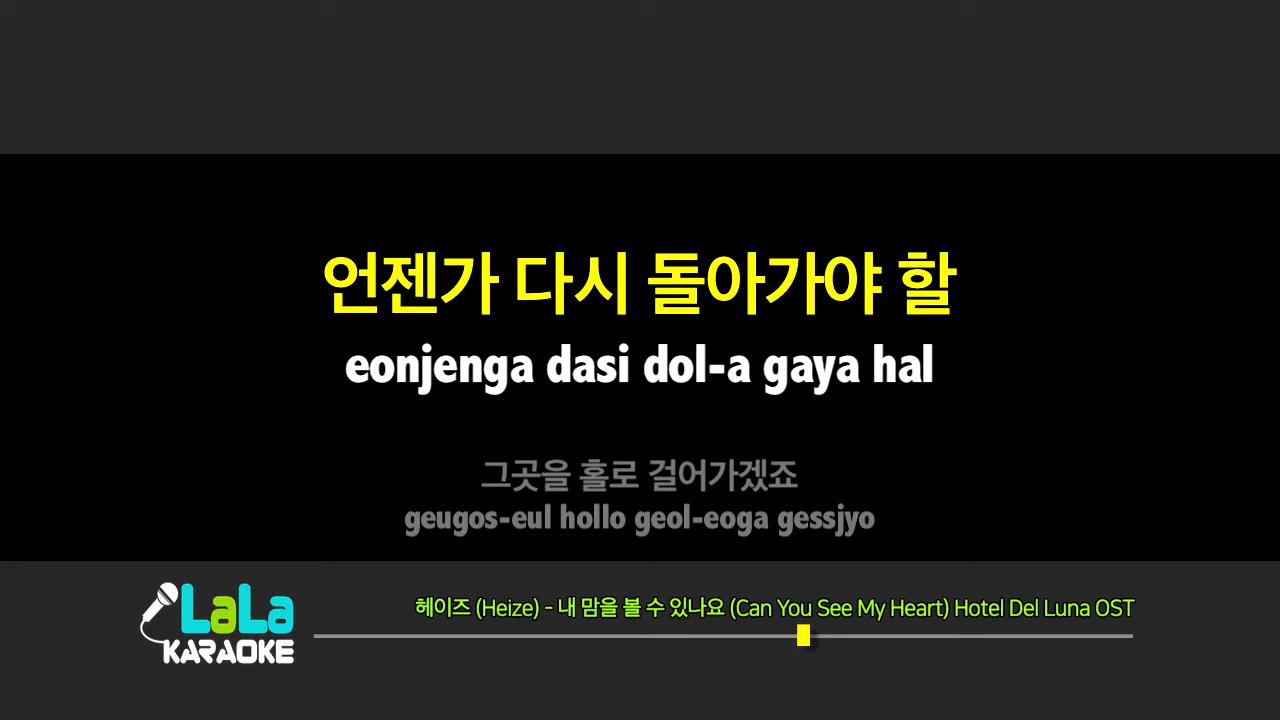 언젠가 다시 돌아가야 할
eonjenga dasi dol-a gaya hal
그곳을 홀로 걸어가겠죠
geugos-eul hollo geol-eoga gessjyo
LaLa
KARAOKE
헤이즈 (Heize) - 내 맘을 볼 수 있나요 (Can You See My Heart) Hotel Del Luna OST